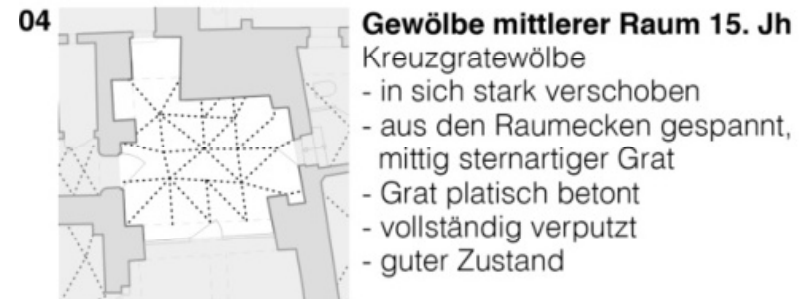 04
Gewölbe mittlerer Raum 15. Jh
Kreuzgratewölbe
- in sich stark verschoben
- aus den Raumecken gespannt,
mittig sternartiger Grat
- Grat platisch betont
- vollständig verputzt
- guter Zustand